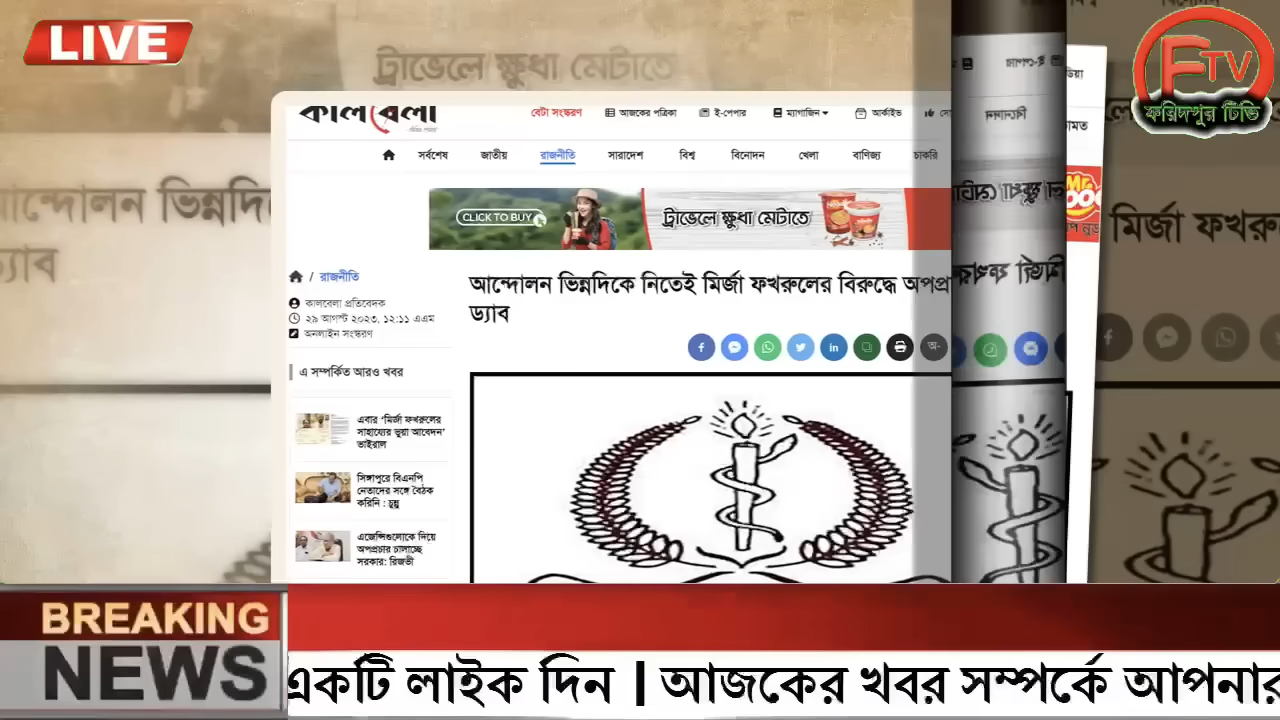 LIVE
FTV
ফরিদপুর টিভি
ট্রাভেলে ক্ষুধা মেটাতে
কালবেলা
বেটা সংস্করণ
আজকের পত্রিকা
ই-পেপার
ম্যাগাজিন
আর্কাইভ
সর্বশেষ
জাতীয়
রাজনীতি
সারাদেশ
বিশ্ব
বিনোদন
খেলা
বাণিজ্য
চাকরি
CLICK TO BUY
ট্রাভেলে ক্ষুধা মেটাতে
/ রাজনীতি
কালবেলা প্রতিবেদক
২৯ আগস্ট ২০২৩, ১২:১১ এএম
অনলাইন সংস্করণ
আন্দোলন ভিন্নদিকে নিতেই মির্জা ফখরুলের বিরুদ্ধে অপপ্র
ড্যাব
অ-
এ সম্পর্কিত আরও খবর
এবার ‘মির্জা ফখরুলের
সাহায্যের ভুয়া আবেদন’
ভাইরাল
সিঙ্গাপুরে বিএনপি
নেতাদের সঙ্গে বৈঠক
করিনি : চুন্নু
এজেন্সিগুলোকে দিয়ে
অপপ্রচার চালাচ্ছে
সরকার: রিজভী
ান্দোলন ভিন্নদি
্যাব
মির্জা ফখরু
BREAKING
NEWS
একটি লাইক দিন | আজকের খবর সম্পর্কে আপনার